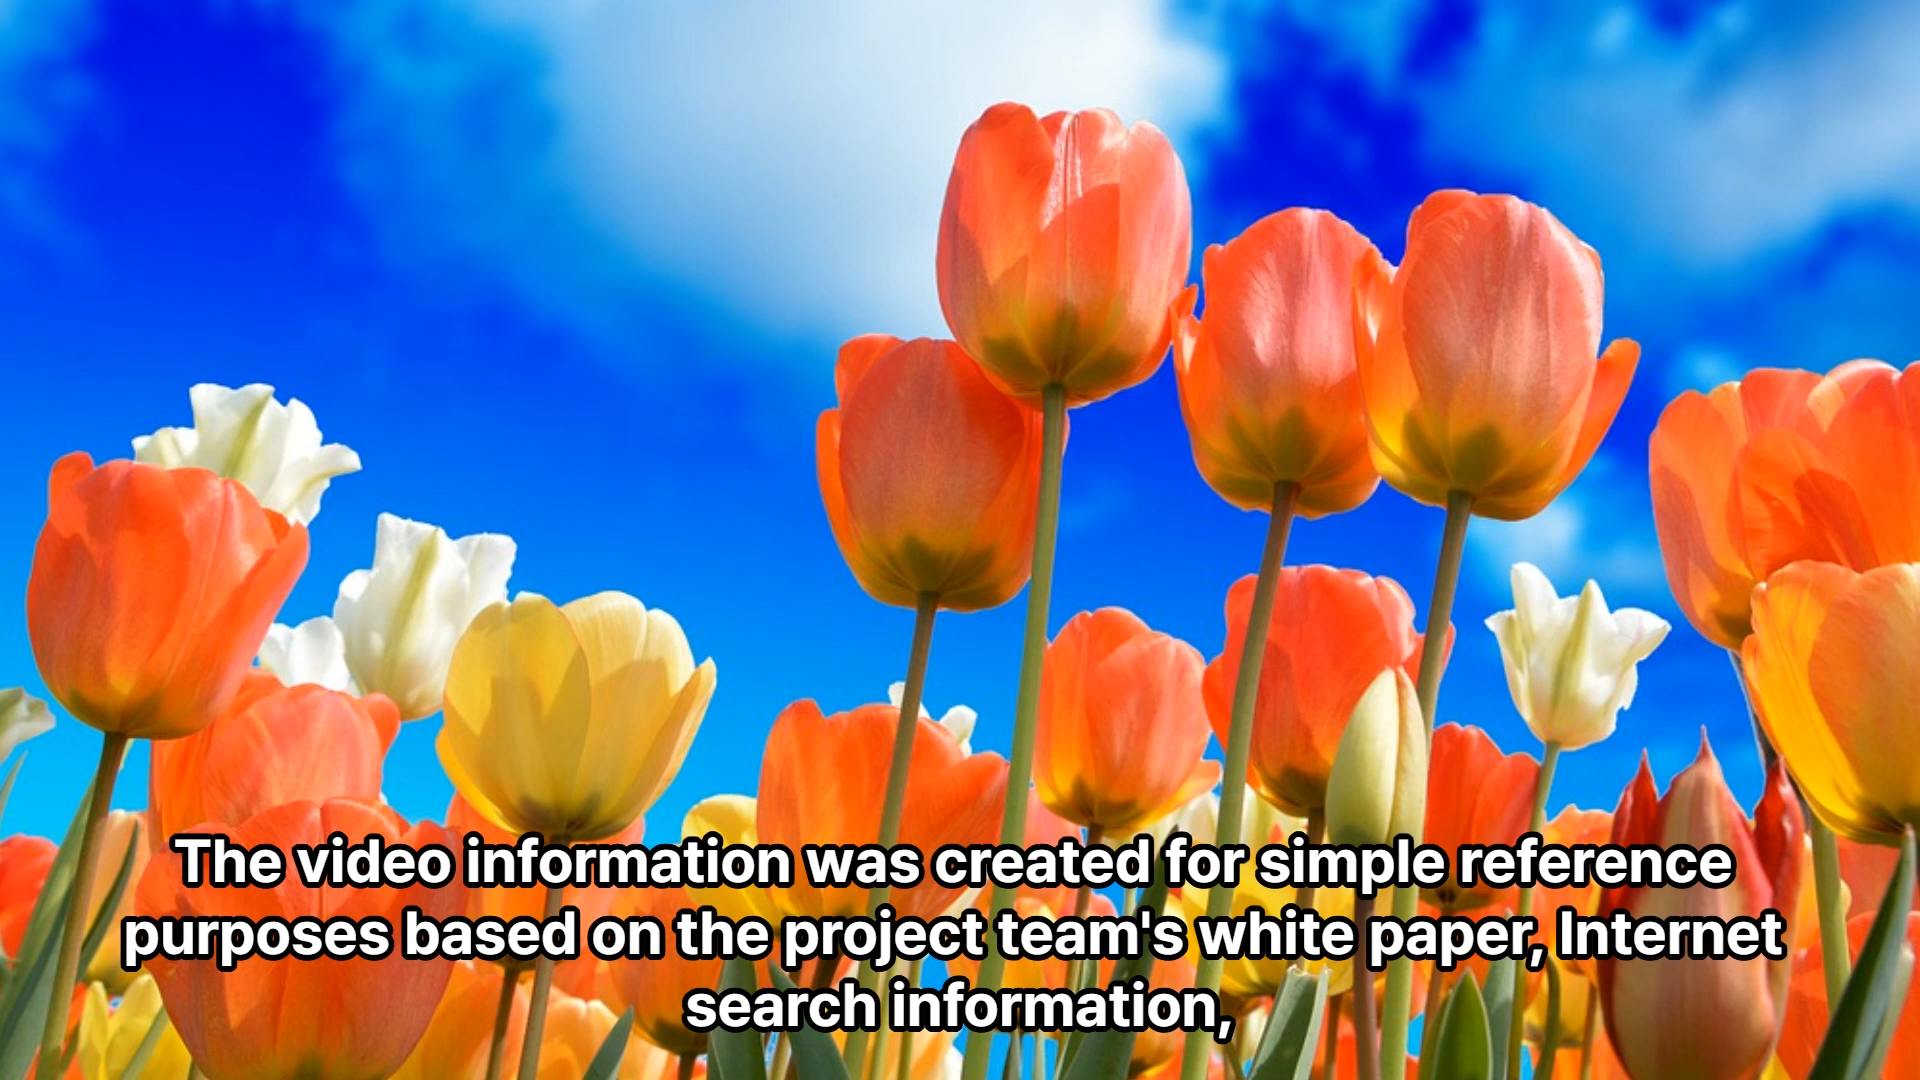 The video information was created for simple reference
purposes based on the project team's white paper, Internet
search information,